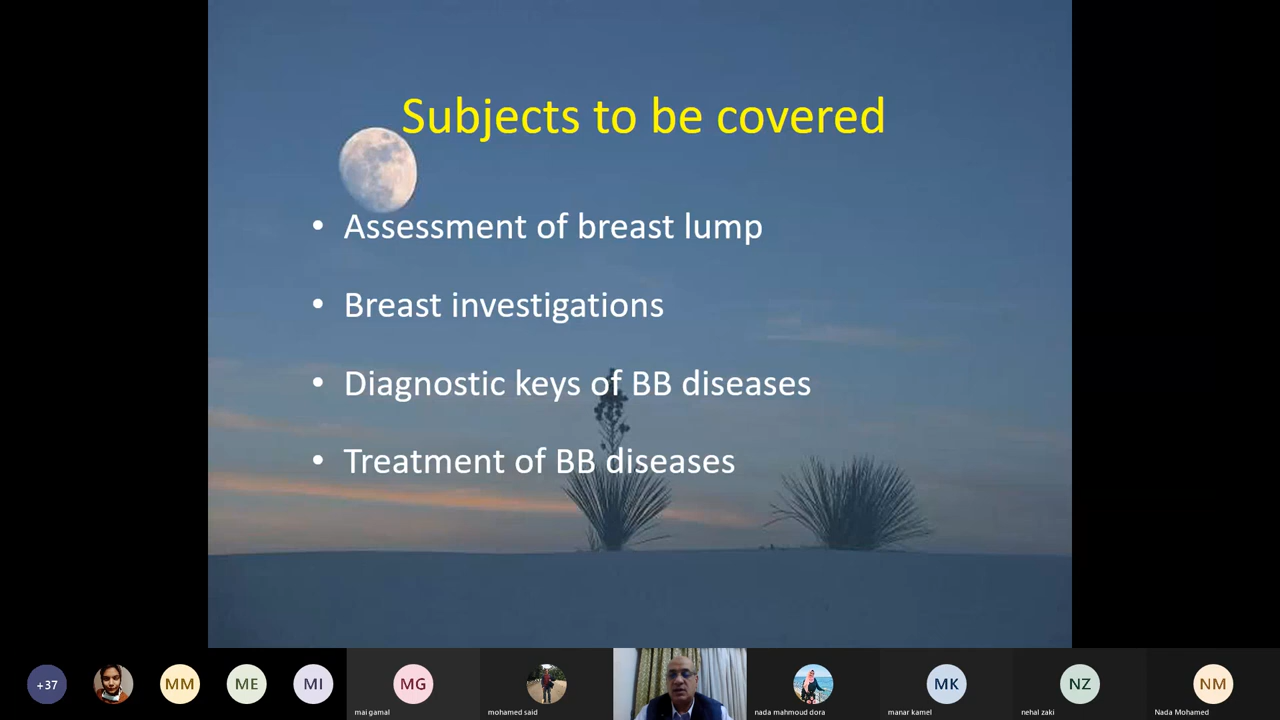 Subjects to be covered
• Assessment of breast lump
• Breast investigations
• Diagnostic keys of BB diseases
• Treatment of BB diseases
+37
MM
ME
MI
MG
MK
NZ
NM
mai gamal
mohamed said
nada mahmoud dora
manar kamel
nehal zaki
Nada Mohamed